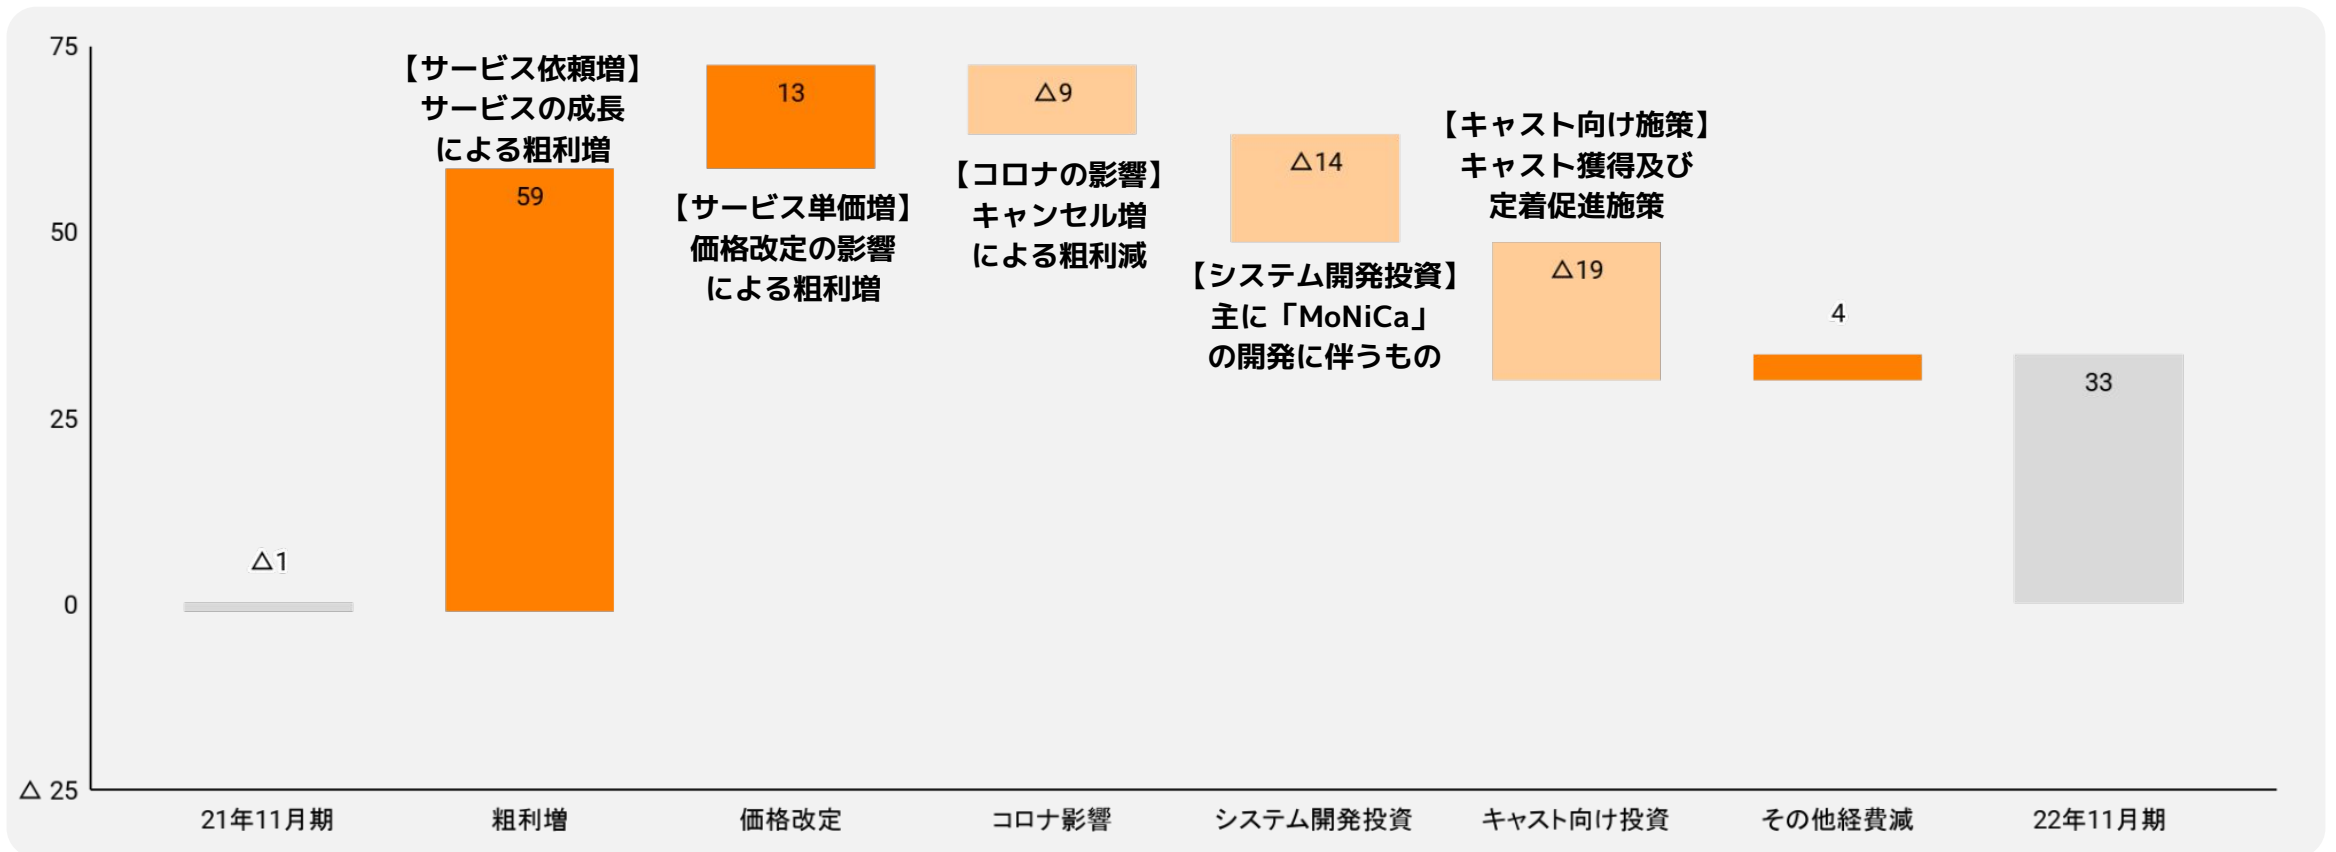 75
50
25
0
△ 25
△1
【サービス依頼増】
サービスの成長
による粗利増
59
13
【サービス単価増】
価格改定の影響
による粗利増
△9
【コロナの影響】
キャンセル増
による粗利減
△14
【システム開発投資】
主に「MoNiCa」
の開発に伴うもの
【キャスト向け施策】
キャスト獲得及び
定着促進施策
△19
4
33
21年11月期
粗利増
価格改定
コロナ影響
システム開発投資
キャスト向け投資
その他経費減
22年11月期